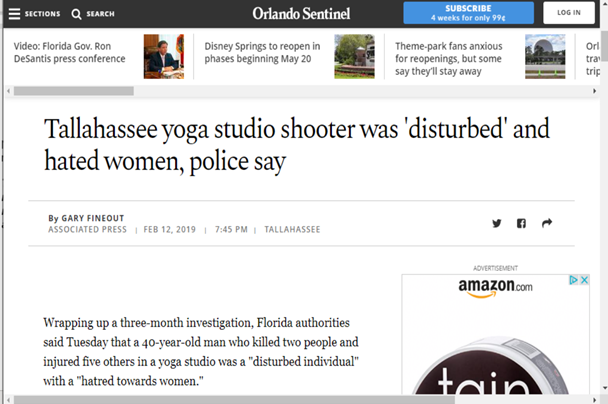 SECTIONS
SEARCH
Orlando Sentinel
SUBSCRIBE
4 weeks for only 99¢
LOG IN
Video: Florida Gov. Ron
DeSantis press conference
Disney Springs to reopen in
phases beginning May 20
Theme-park fans anxious
for reopenings, but some
say they'll stay away
Orl
trav
trip
Tallahassee yoga studio shooter was 'disturbed' and
hated women, police say
By GARY FINEOUT
ASSOCIATED PRESS | FEB 12, 2019 | 7:45 PM | TALLAHASSEE
ADVERTISEMENT
amazon.com
Wrapping up a three-month investigation, Florida authorities
said Tuesday that a 40-year-old man who killed two people and
injured five others in a yoga studio was a "disturbed individual"
with a "hatred towards women."